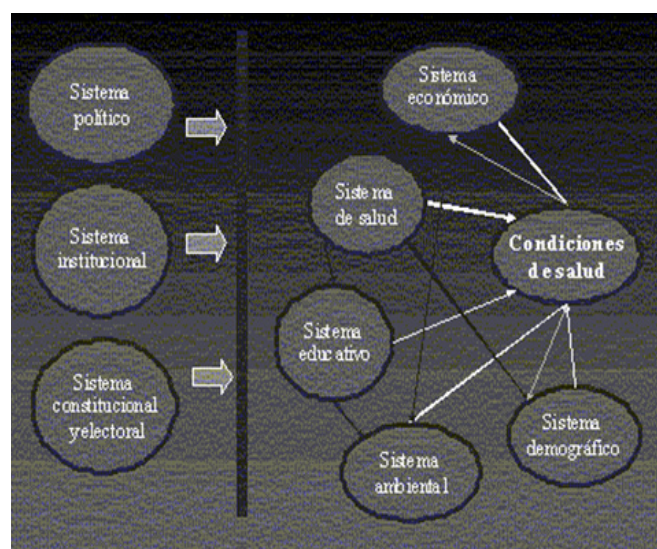 Sistema
político
Sistema
institucional
Sistema
constitucional
y electoral
Sistema
económico
Sistema
de salud
Condiciones
de salud
Sistema
educativo
Sistema
ambiental
Sistema
demográfico